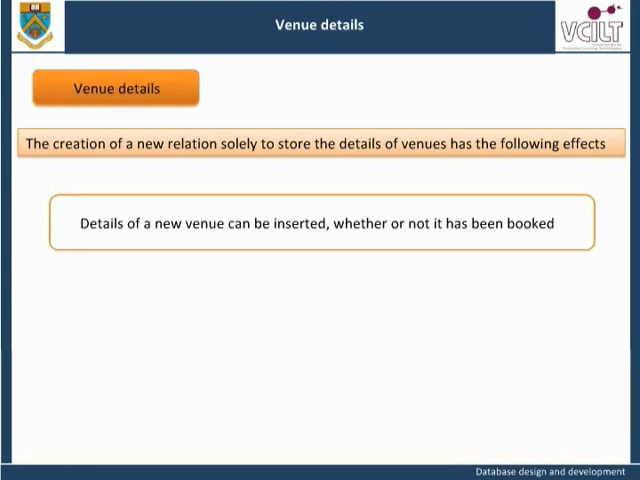 Venue details
VCILT
Venue details
The creation of a new relation solely to store the details of venues has the following effects
Details of a new venue can be inserted, whether or not it has been booked
Database design and development